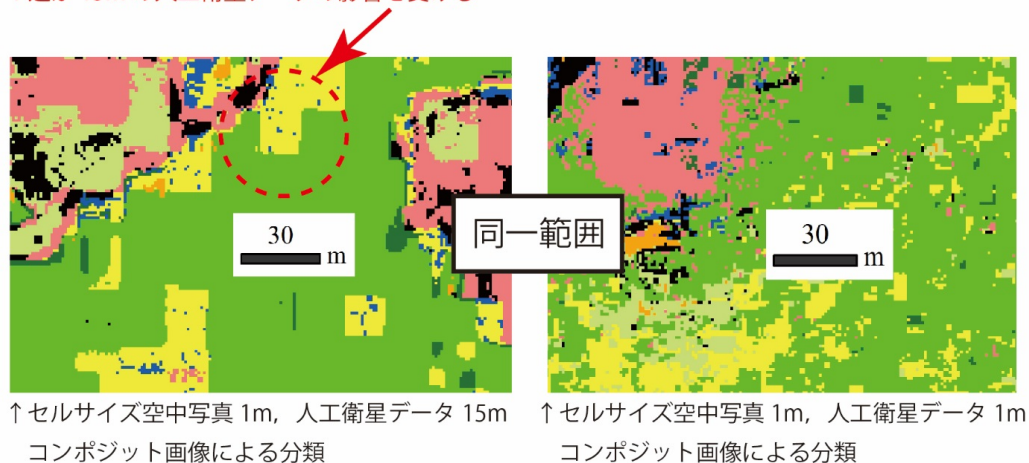 30
m
同一範囲
30
m
↑セルサイズ空中写真 1m，人工衛星データ 15m
コンポジット画像による分類
↑セルサイズ空中写真 1m，人工衛星データ 1m
コンポジット画像による分類